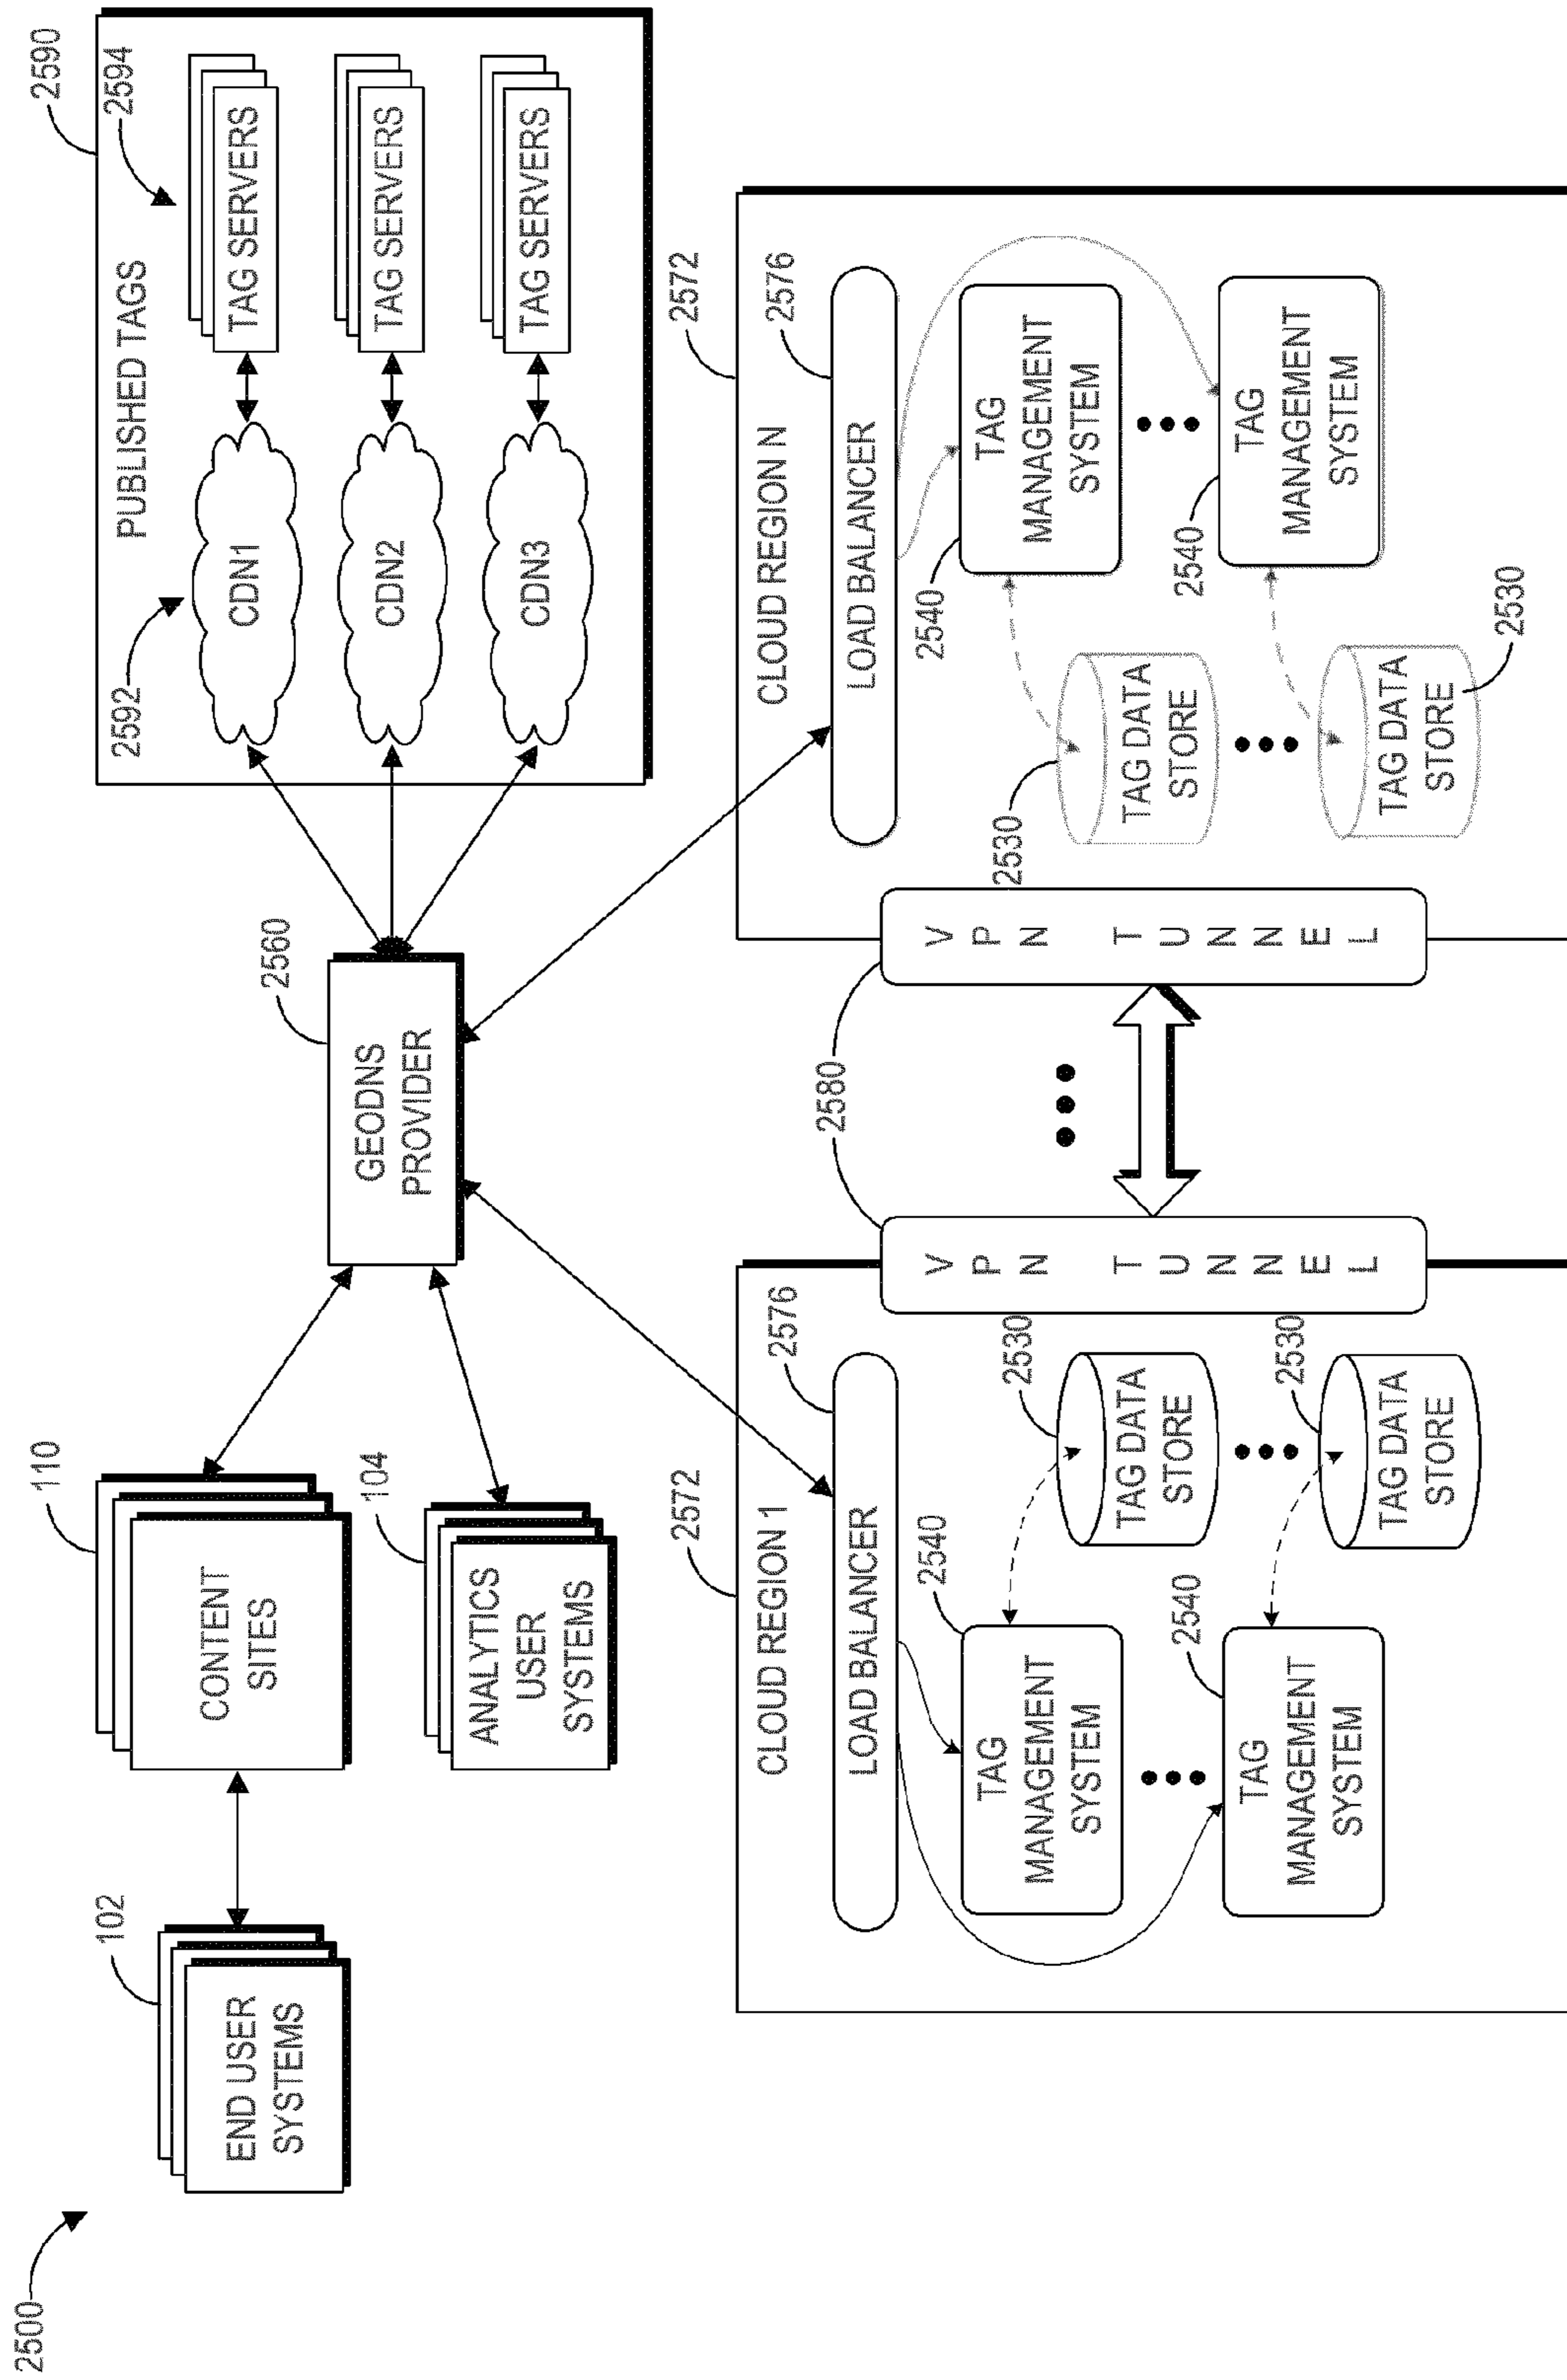 2500
102
END USER
SYSTEMS
110
CONTENT
SITES
104
ANALYTICS
USER
SYSTEMS
2560
GEODNS
PROVIDER
2590
PUBLISHED TAGS
2592
2594
CDN1
TAG SERVERS
CDN2
TAG SERVERS
CDN3
TAG SERVERS
2572
CLOUD REGION 1
2576
LOAD BALANCER
2540
TAG
MANAGEMENT
SYSTEM
2530
TAG DATA
STORE
2540
TAG
MANAGEMENT
SYSTEM
2530
TAG DATA
STORE
2580
VPN TUNNEL
VPN TUNNEL
2572
CLOUD REGION N
2576
LOAD BALANCER
2540
TAG
MANAGEMENT
SYSTEM
2530
TAG DATA
STORE
2540
TAG
MANAGEMENT
SYSTEM
2530
TAG DATA
STORE